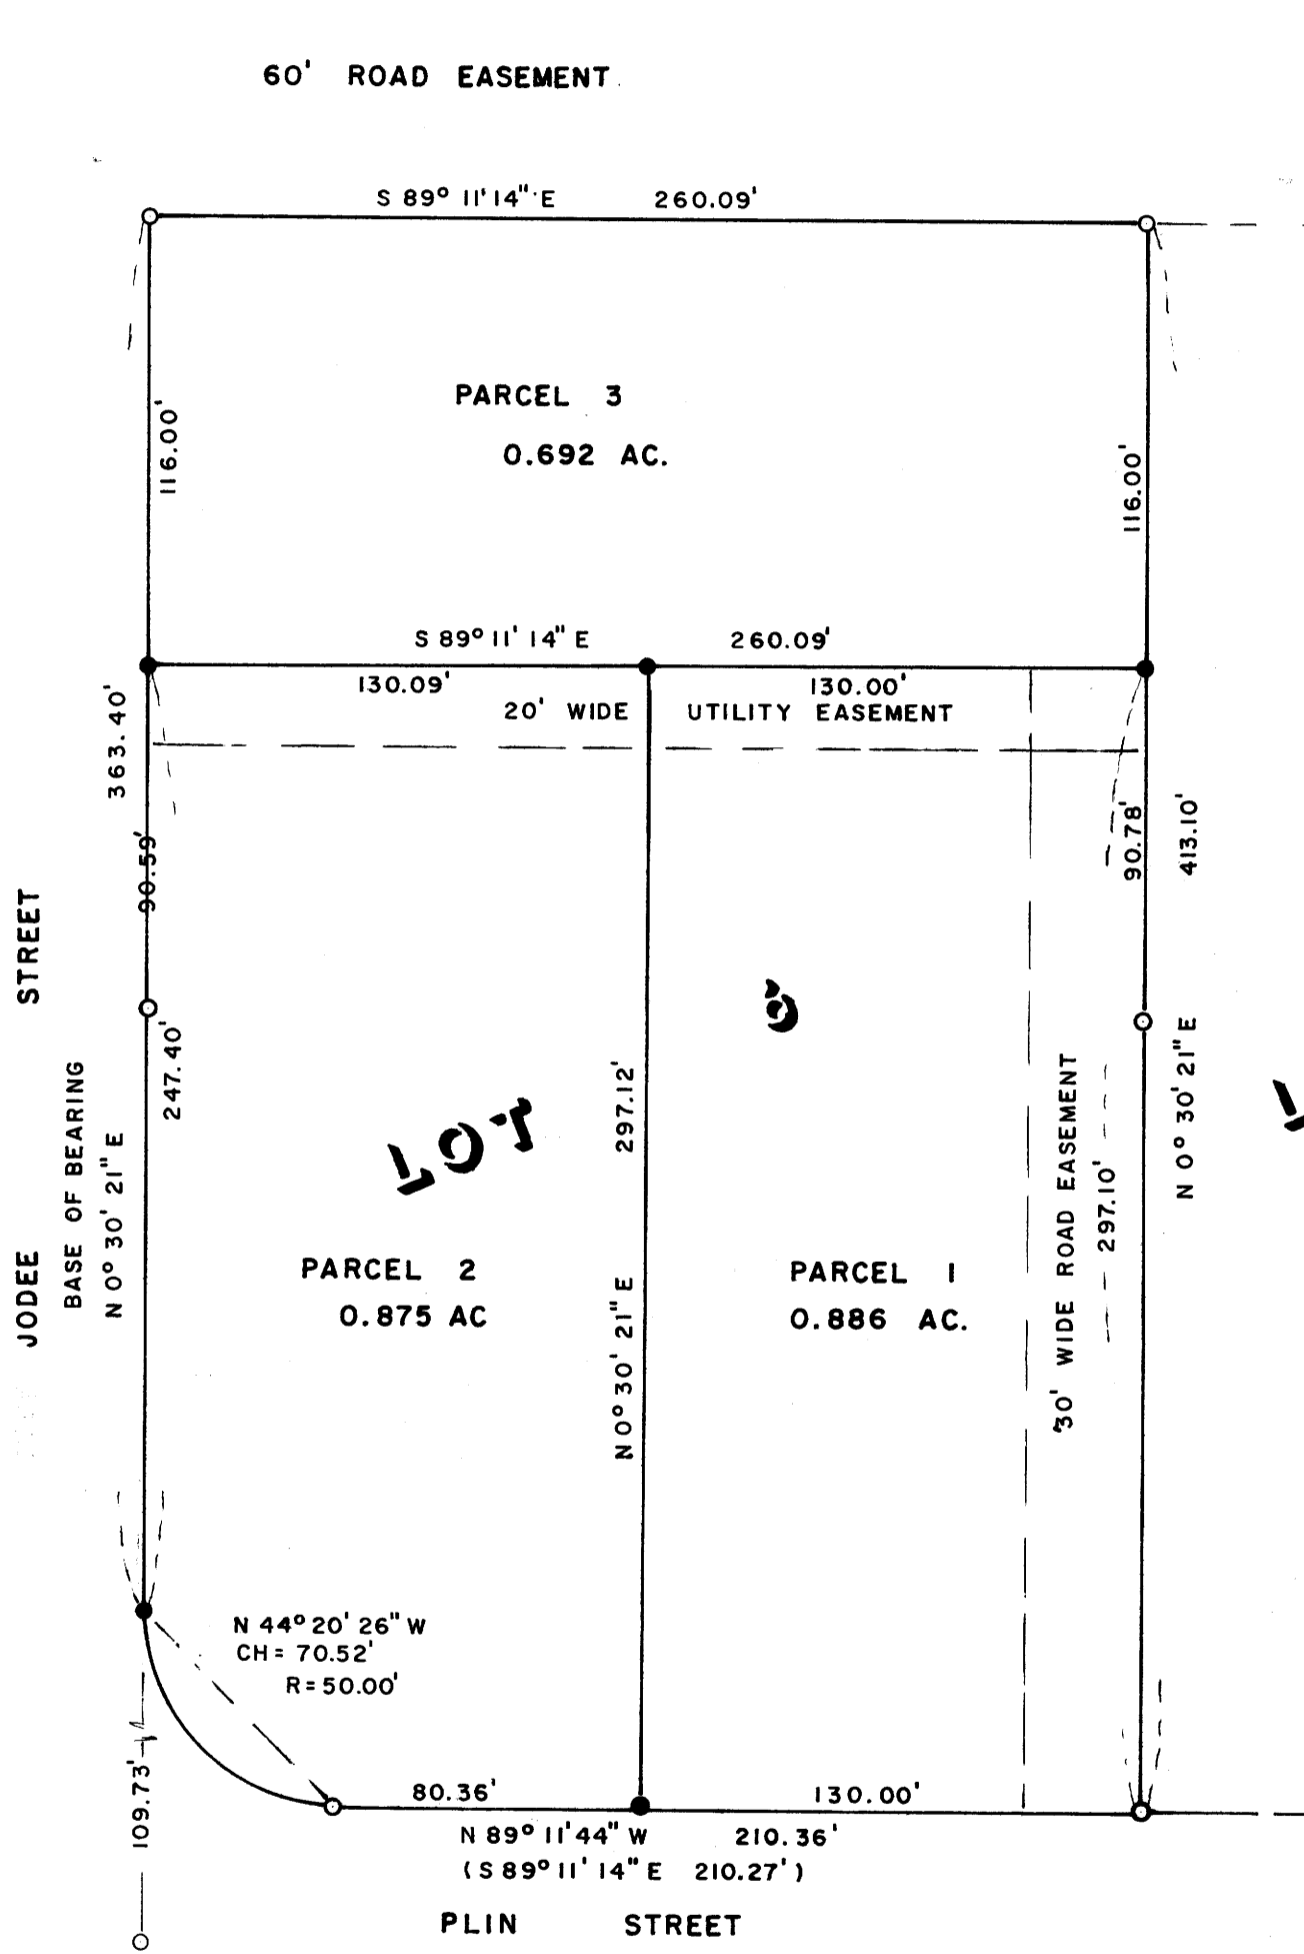 60' ROAD EASEMENT
S 89° 11' 14" E 260.09'
PARCEL 3
0.692 AC.
116.00'
116.00'
S 89° 11' 14" E 260.09'
130.09'
130.00'
20' WIDE UTILITY EASEMENT
363.40'
90.59'
90.78'
413.10'
JODEE STREET
BASE OF BEARING
N 0° 30' 21" E
247.40'
LOT
297.12'
N 0° 30' 21" E
30' WIDE ROAD EASEMENT
297.10'
N 0° 30' 21" E
PARCEL 2
0.875 AC
PARCEL 1
0.886 AC.
N 44° 20' 26" W
CH = 70.52'
R = 50.00'
109.73'
80.36'
130.00'
N 89° 11' 44" W 210.36'
(S 89° 11' 14" E 210.27')
PLIN STREET